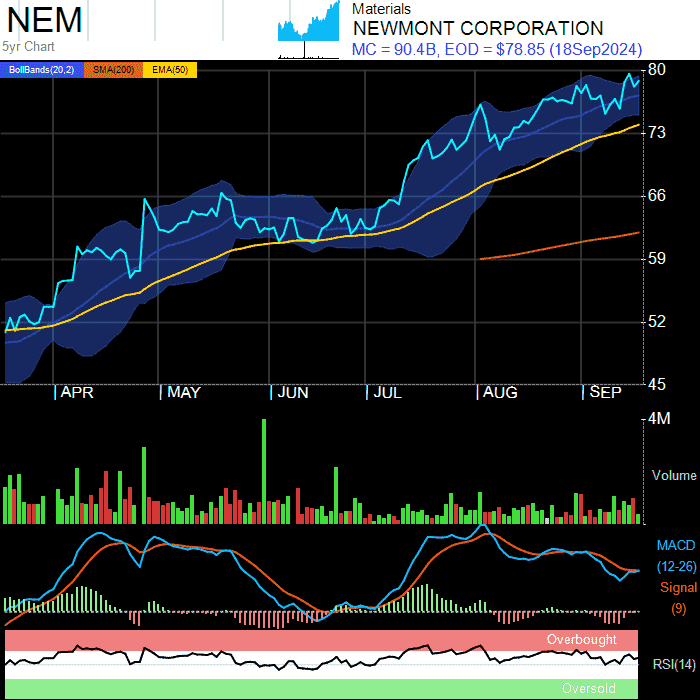 NEM
5yr Chart
Materials
NEWMONT CORPORATION
MC = 90.4B, EOD = $78.85 (18Sep2024)
BollBands(20,2) SMA(200) EMA(50)
80
73
66
59
52
45
APR MAY JUN JUL AUG SEP
4M
Volume
MACD
(12-26)
Signal
(9)
Overbought
RSI(14)
Oversold